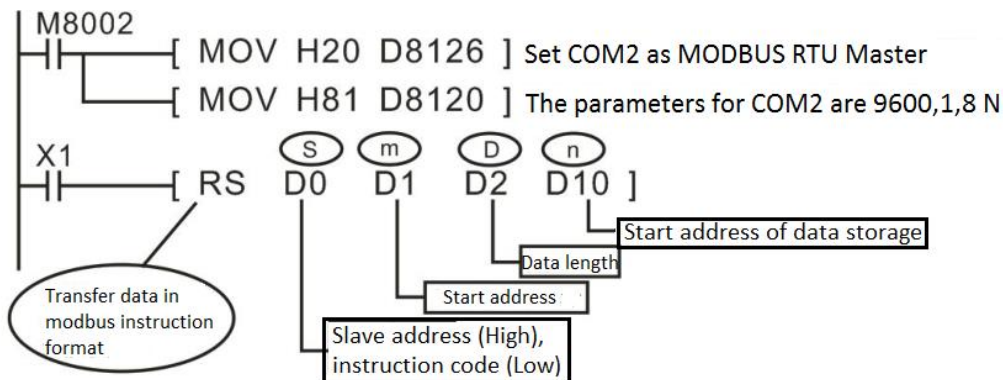 M8002
[ MOV H20 D8126 ] Set COM2 as MODBUS RTU Master
[ MOV H81 D8120 ] The parameters for COM2 are 9600,1,8 N
S m D n
X1
[ RS D0 D1 D2 D10 ]
Start address of data storage
Data length
Start address
Transfer data in
modbus instruction
format
Slave address (High),
instruction code (Low)